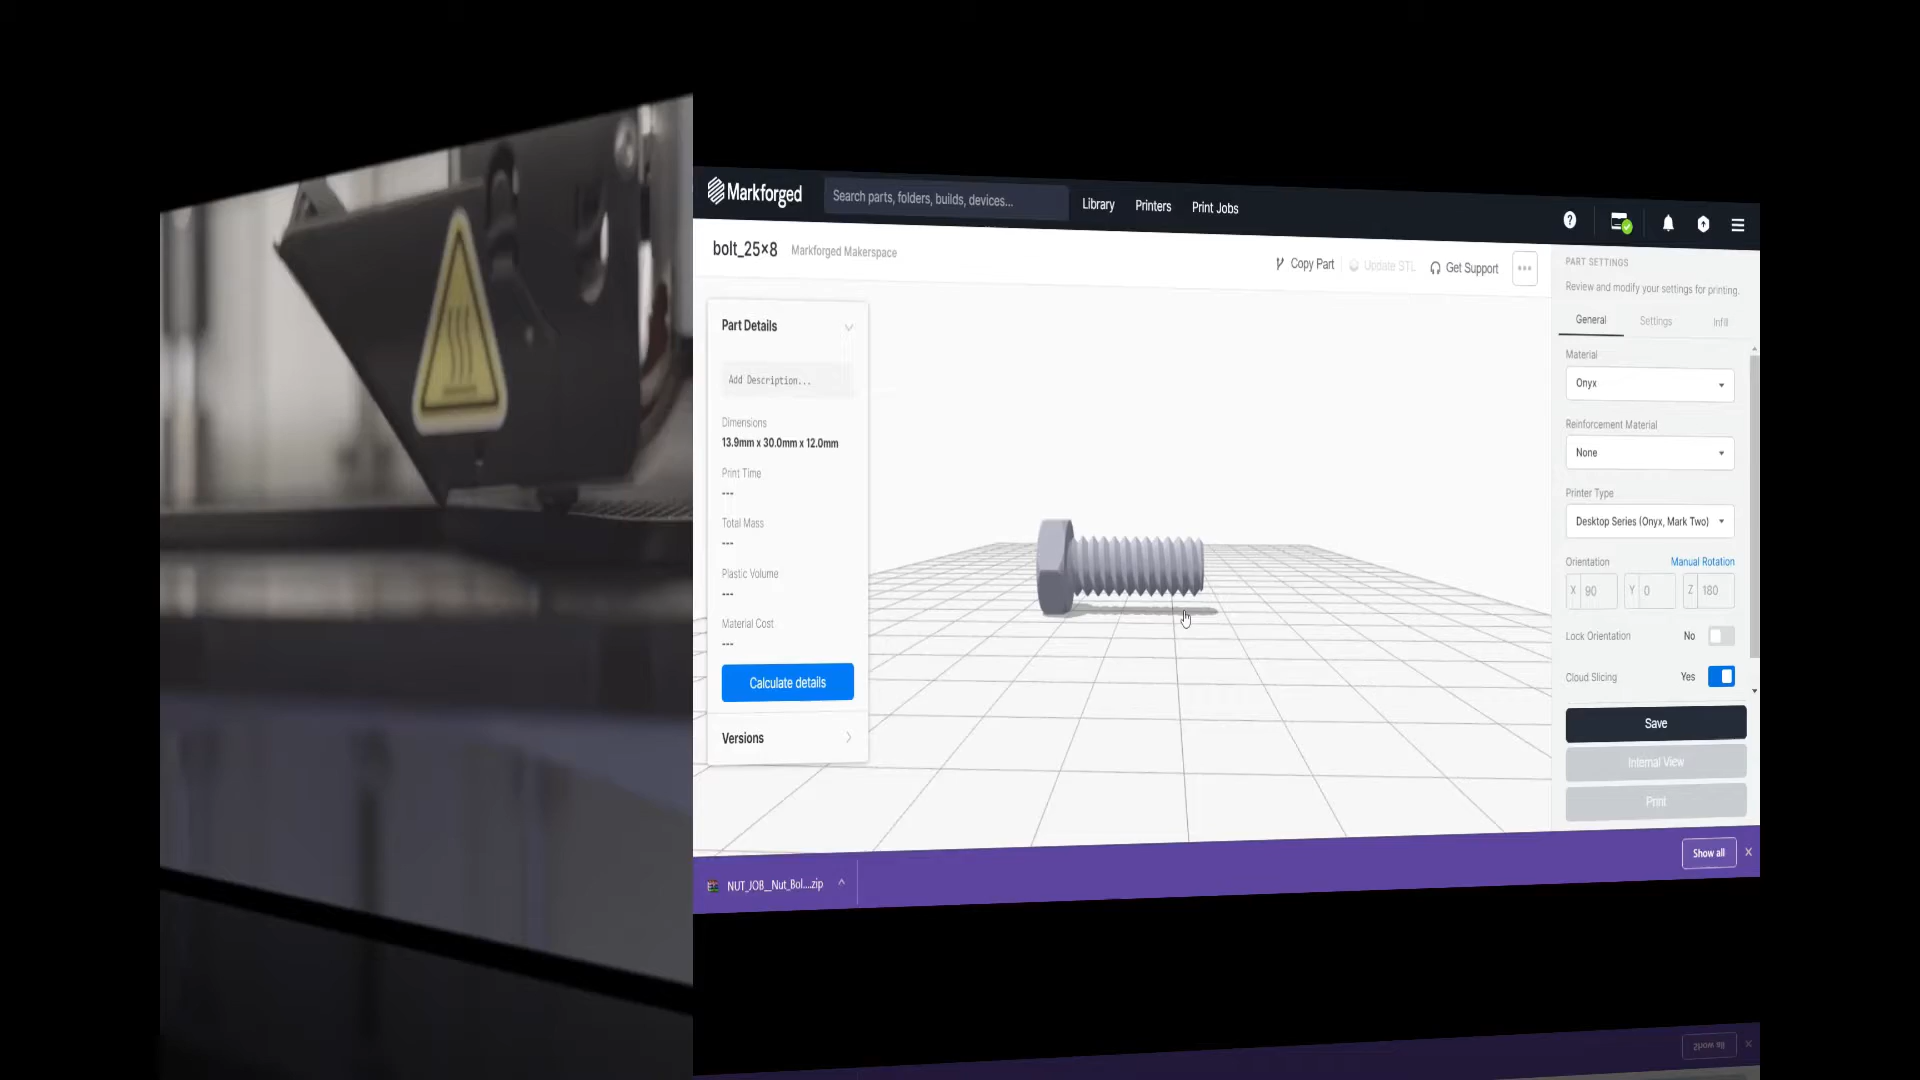 Markforged
Search parts, folders, builds, devices...
Library
Printers
Print Jobs
?
bolt_25x8
Markforged Makerspace
Copy Part
Update STL
Get Support
Part Details
Add Description...
Dimensions
13.9mm x 30.0mm x 12.0mm
Print Time
---
Total Mass
---
Plastic Volume
---
Material Cost
---
Calculate details
Versions
PART SETTINGS
Review and modify your settings for printing.
General
Settings
Infill
Material
Onyx
Reinforcement Material
None
Printer Type
Desktop Series (Onyx, Mark Two)
Orientation
Manual Rotation
X 90
Y 0
Z 180
Lock Orientation
No
Cloud Slicing
Yes
Save
Internal View
Print
NUT_JOB_Nut_Bol....zip
Show all